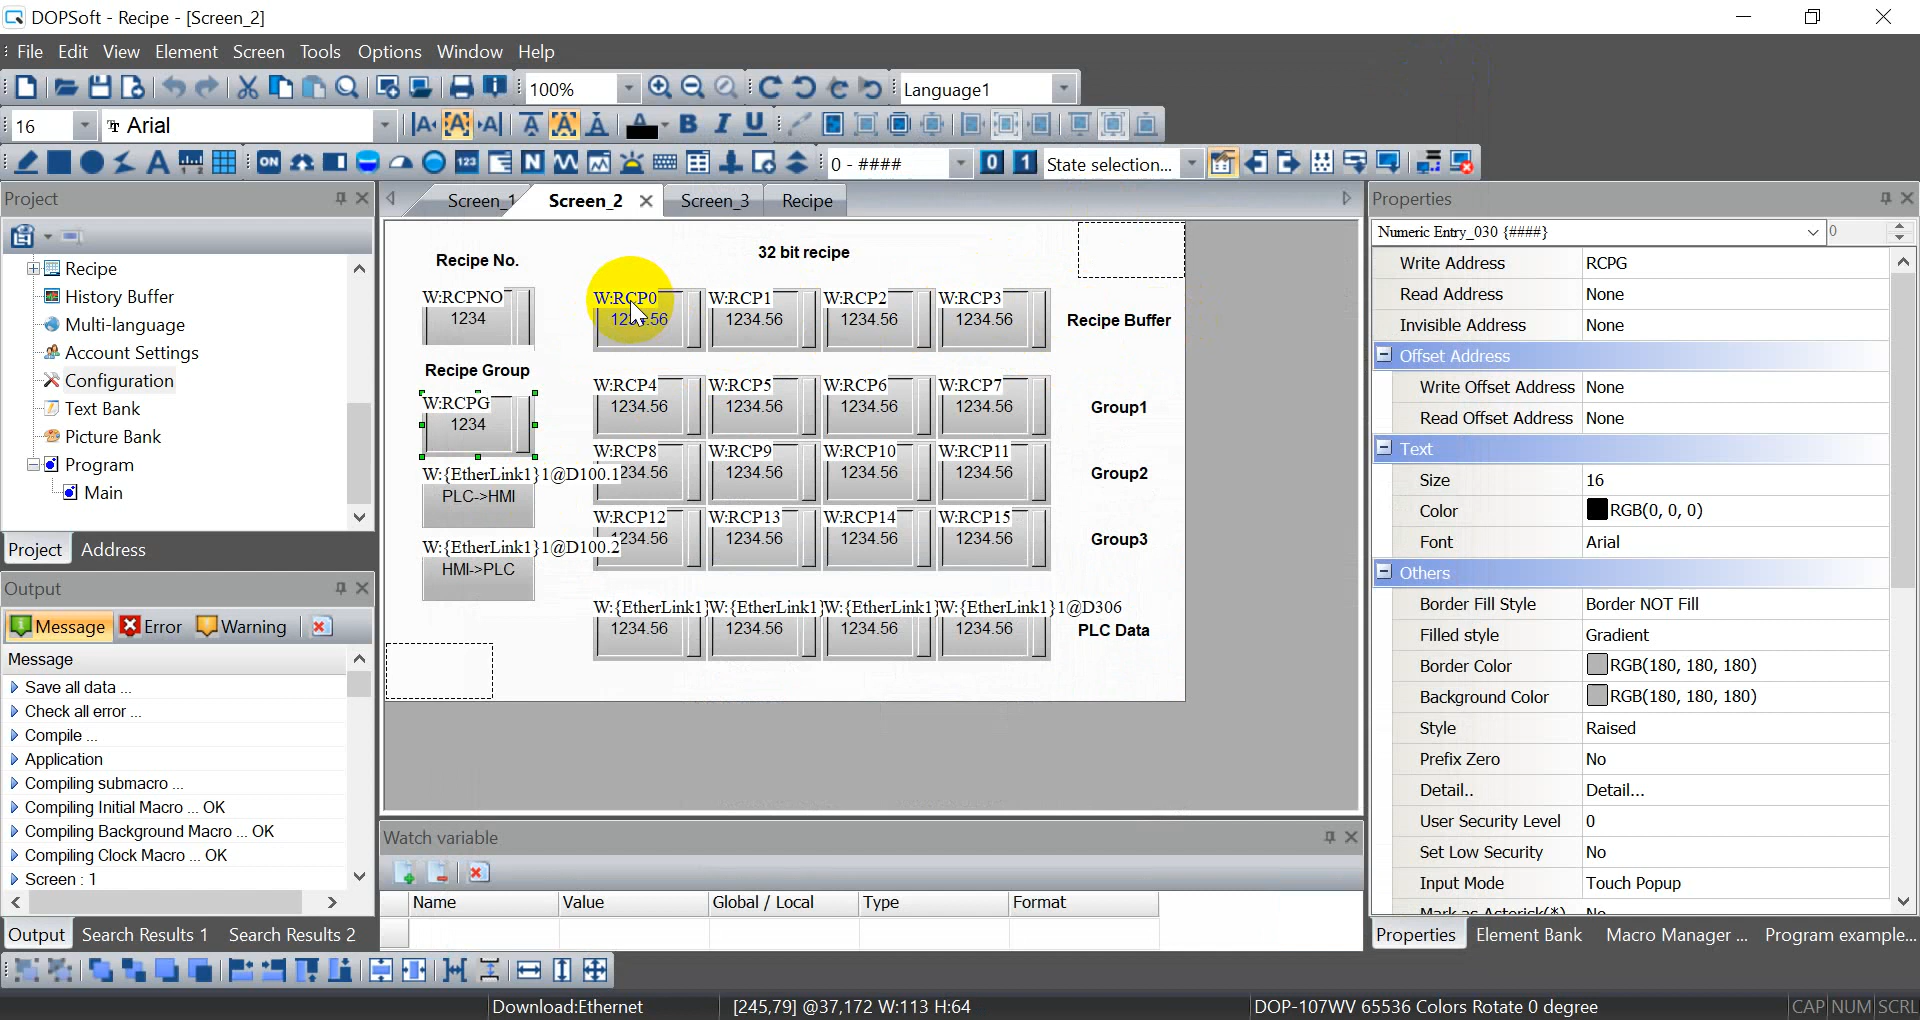 DOPSoft - Recipe - [Screen_2]
File Edit View Element Screen Tools Options Window Help
100% Language1
16 Arial
ON 123 N 0 - #### 0 1 State selection...
Project
Recipe
History Buffer
Multi-language
Account Settings
Configuration
Text Bank
Picture Bank
Program
Main
Project Address
Output
Message Error Warning
Message
Save all data ...
Check all error ...
Compile ...
Application
Compiling submacro ...
Compiling Initial Macro ... OK
Compiling Background Macro ... OK
Compiling Clock Macro ... OK
Screen : 1
Output Search Results 1 Search Results 2
Screen_1 Screen_2 Screen_3 Recipe
Recipe No. 32 bit recipe
W:RCPNO W:RCP0 W:RCP1 W:RCP2 W:RCP3
1234 1234.56 1234.56 1234.56 1234.56 Recipe Buffer
Recipe Group W:RCP4 W:RCP5 W:RCP6 W:RCP7
W:RCPG 1234.56 1234.56 1234.56 1234.56 Group1
1234 W:RCP8 W:RCP9 W:RCP10 W:RCP11
W:{EtherLink1}1@D100.1 234.56 1234.56 1234.56 1234.56 Group2
PLC->HMI W:RCP12 W:RCP13 W:RCP14 W:RCP15
W:{EtherLink1}1@D100.2 234.56 1234.56 1234.56 1234.56 Group3
HMI->PLC
W:{EtherLink1} W:{EtherLink1} W:{EtherLink1} W:{EtherLink1}1@D306
1234.56 1234.56 1234.56 1234.56 PLC Data
Watch variable
Name Value Global / Local Type Format
Properties
Numeric Entry_030 {####} 0
Write Address RCPG
Read Address None
Invisible Address None
Offset Address
Write Offset Address None
Read Offset Address None
Text
Size 16
Color RGB(0, 0, 0)
Font Arial
Others
Border Fill Style Border NOT Fill
Filled style Gradient
Border Color RGB(180, 180, 180)
Background Color RGB(180, 180, 180)
Style Raised
Prefix Zero No
Detail.. Detail...
User Security Level 0
Set Low Security No
Input Mode Touch Popup
Mark as Asterisk(*) No
Properties Element Bank Macro Manager ... Program example...
Download:Ethernet [245,79] @37,172 W:113 H:64 DOP-107WV 65536 Colors Rotate 0 degree CAP NUM SCRL